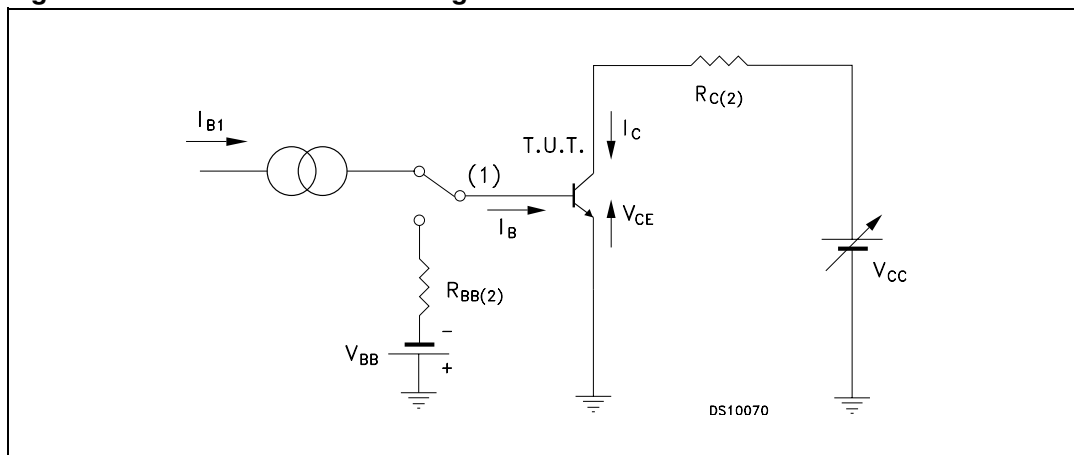 I_B1
R_C(2)
T.U.T.
I_C
(1)
I_B
V_CE
R_BB(2)
V_CC
V_BB
−
+
DS10070